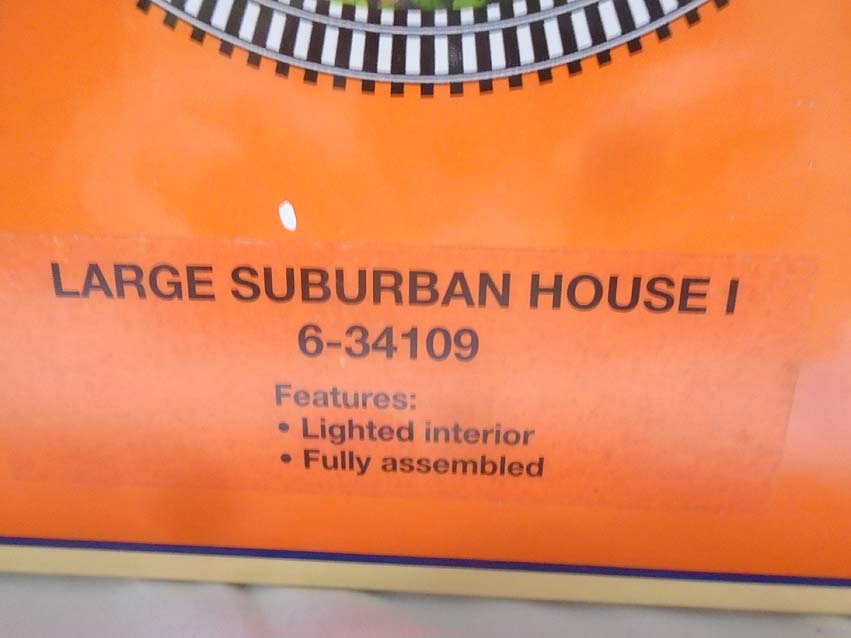 LARGE SUBURBAN HOUSE I
6-34109
Features:
• Lighted interior
• Fully assembled